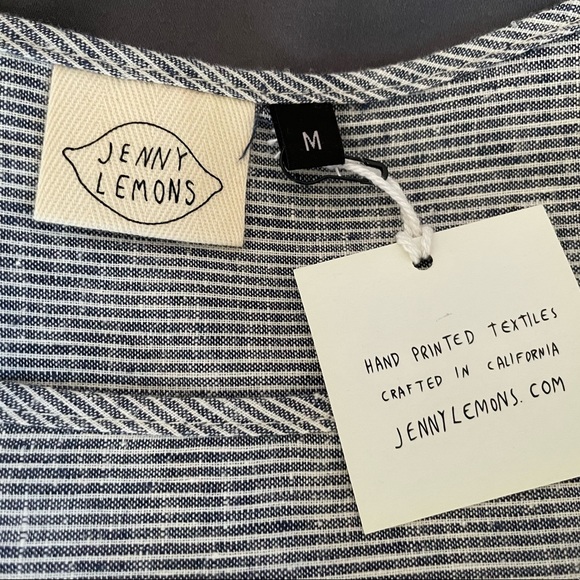 JENNY
LEMONS
M
HAND PRINTED TEXTILES
CRAFTED IN CALIFORNIA
JENNYLEMONS.COM